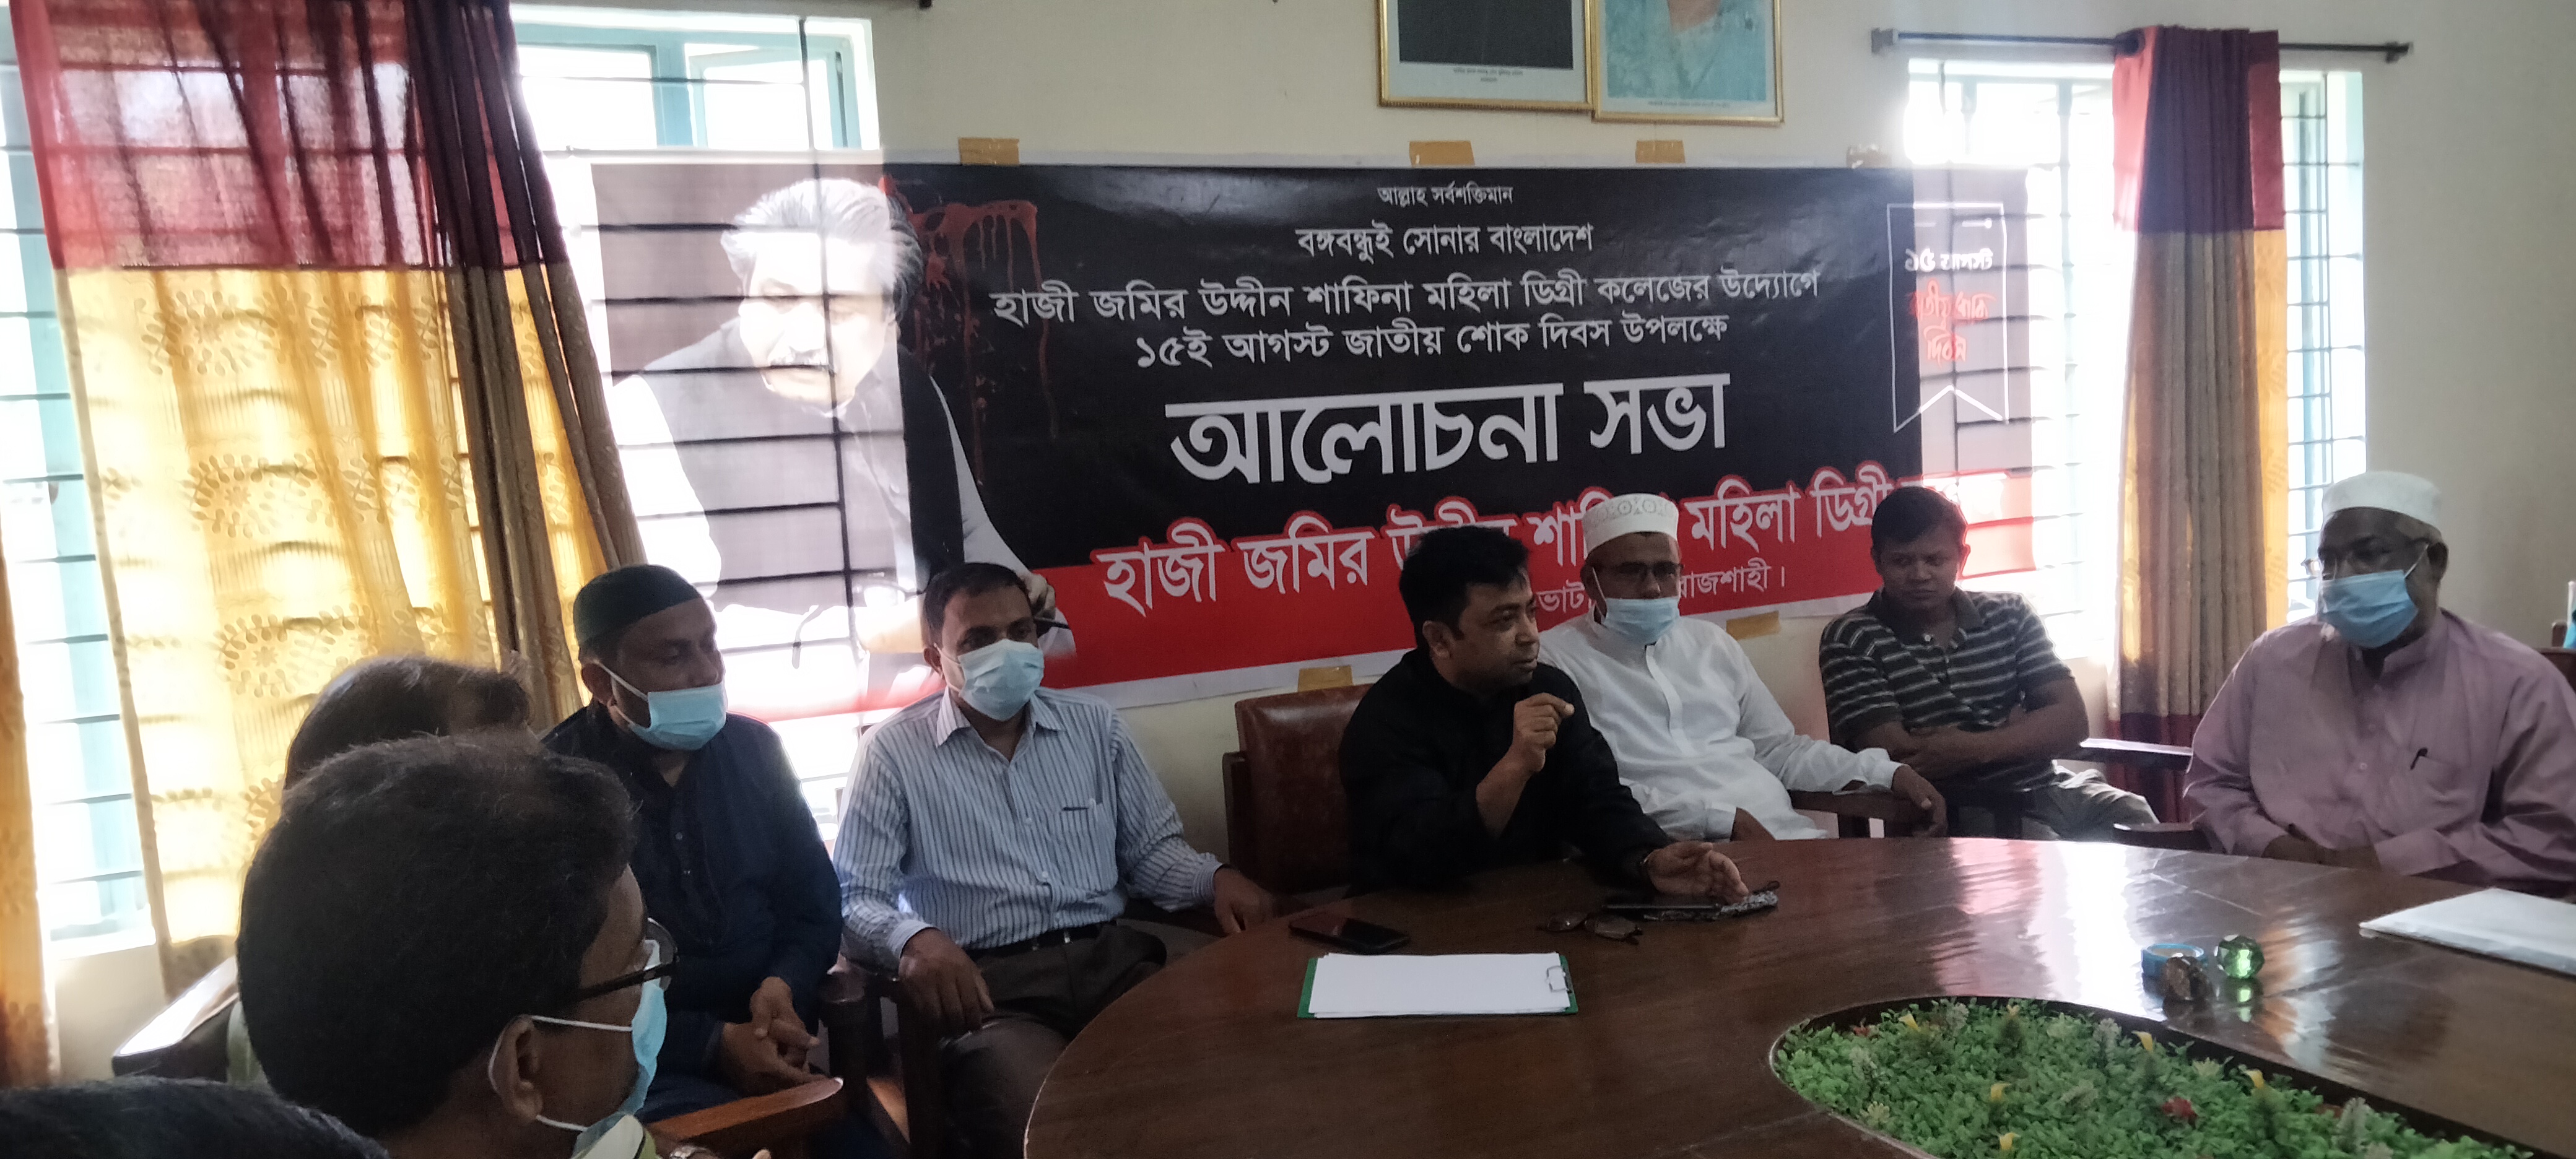 আল্লাহ সর্বশক্তিমান
বঙ্গবন্ধুই সোনার বাংলাদেশ
হাজী জমির উদ্দীন শাফিনা মহিলা ডিগ্রী কলেজের উদ্যোগে
১৫ই আগস্ট জাতীয় শোক দিবস উপলক্ষে
আলোচনা সভা
হাজী জমির মহিলা ডিগ্রী
১৫ আগস্ট
দিবস